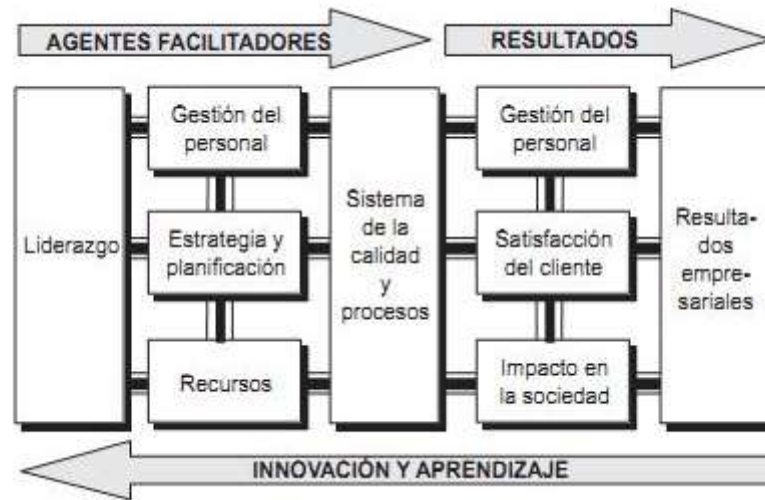 AGENTES FACILITADORES
RESULTADOS
Liderazgo
Gestión del
personal
Estrategia y
planificación
Recursos
Sistema
de la
calidad
y
procesos
Gestión del
personal
Satisfacción
del cliente
Impacto en
la sociedad
Resulta-
dos
empre-
sariales
INNOVACIÓN Y APRENDIZAJE